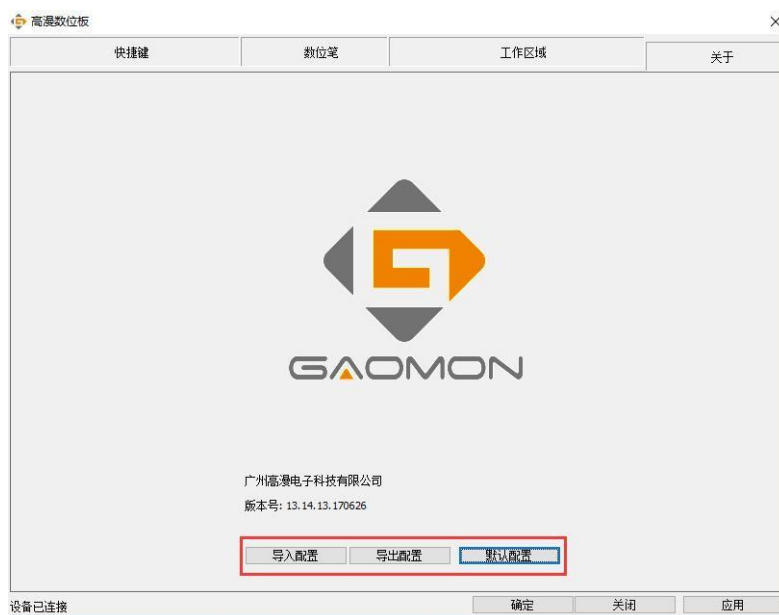 高漫数位板
快捷键 数位笔 工作区域 关于
GAOMON
广州高漫电子科技有限公司
版本号: 13.14.13.170626
导入配置 导出配置 默认配置
设备已连接 确定 关闭 应用